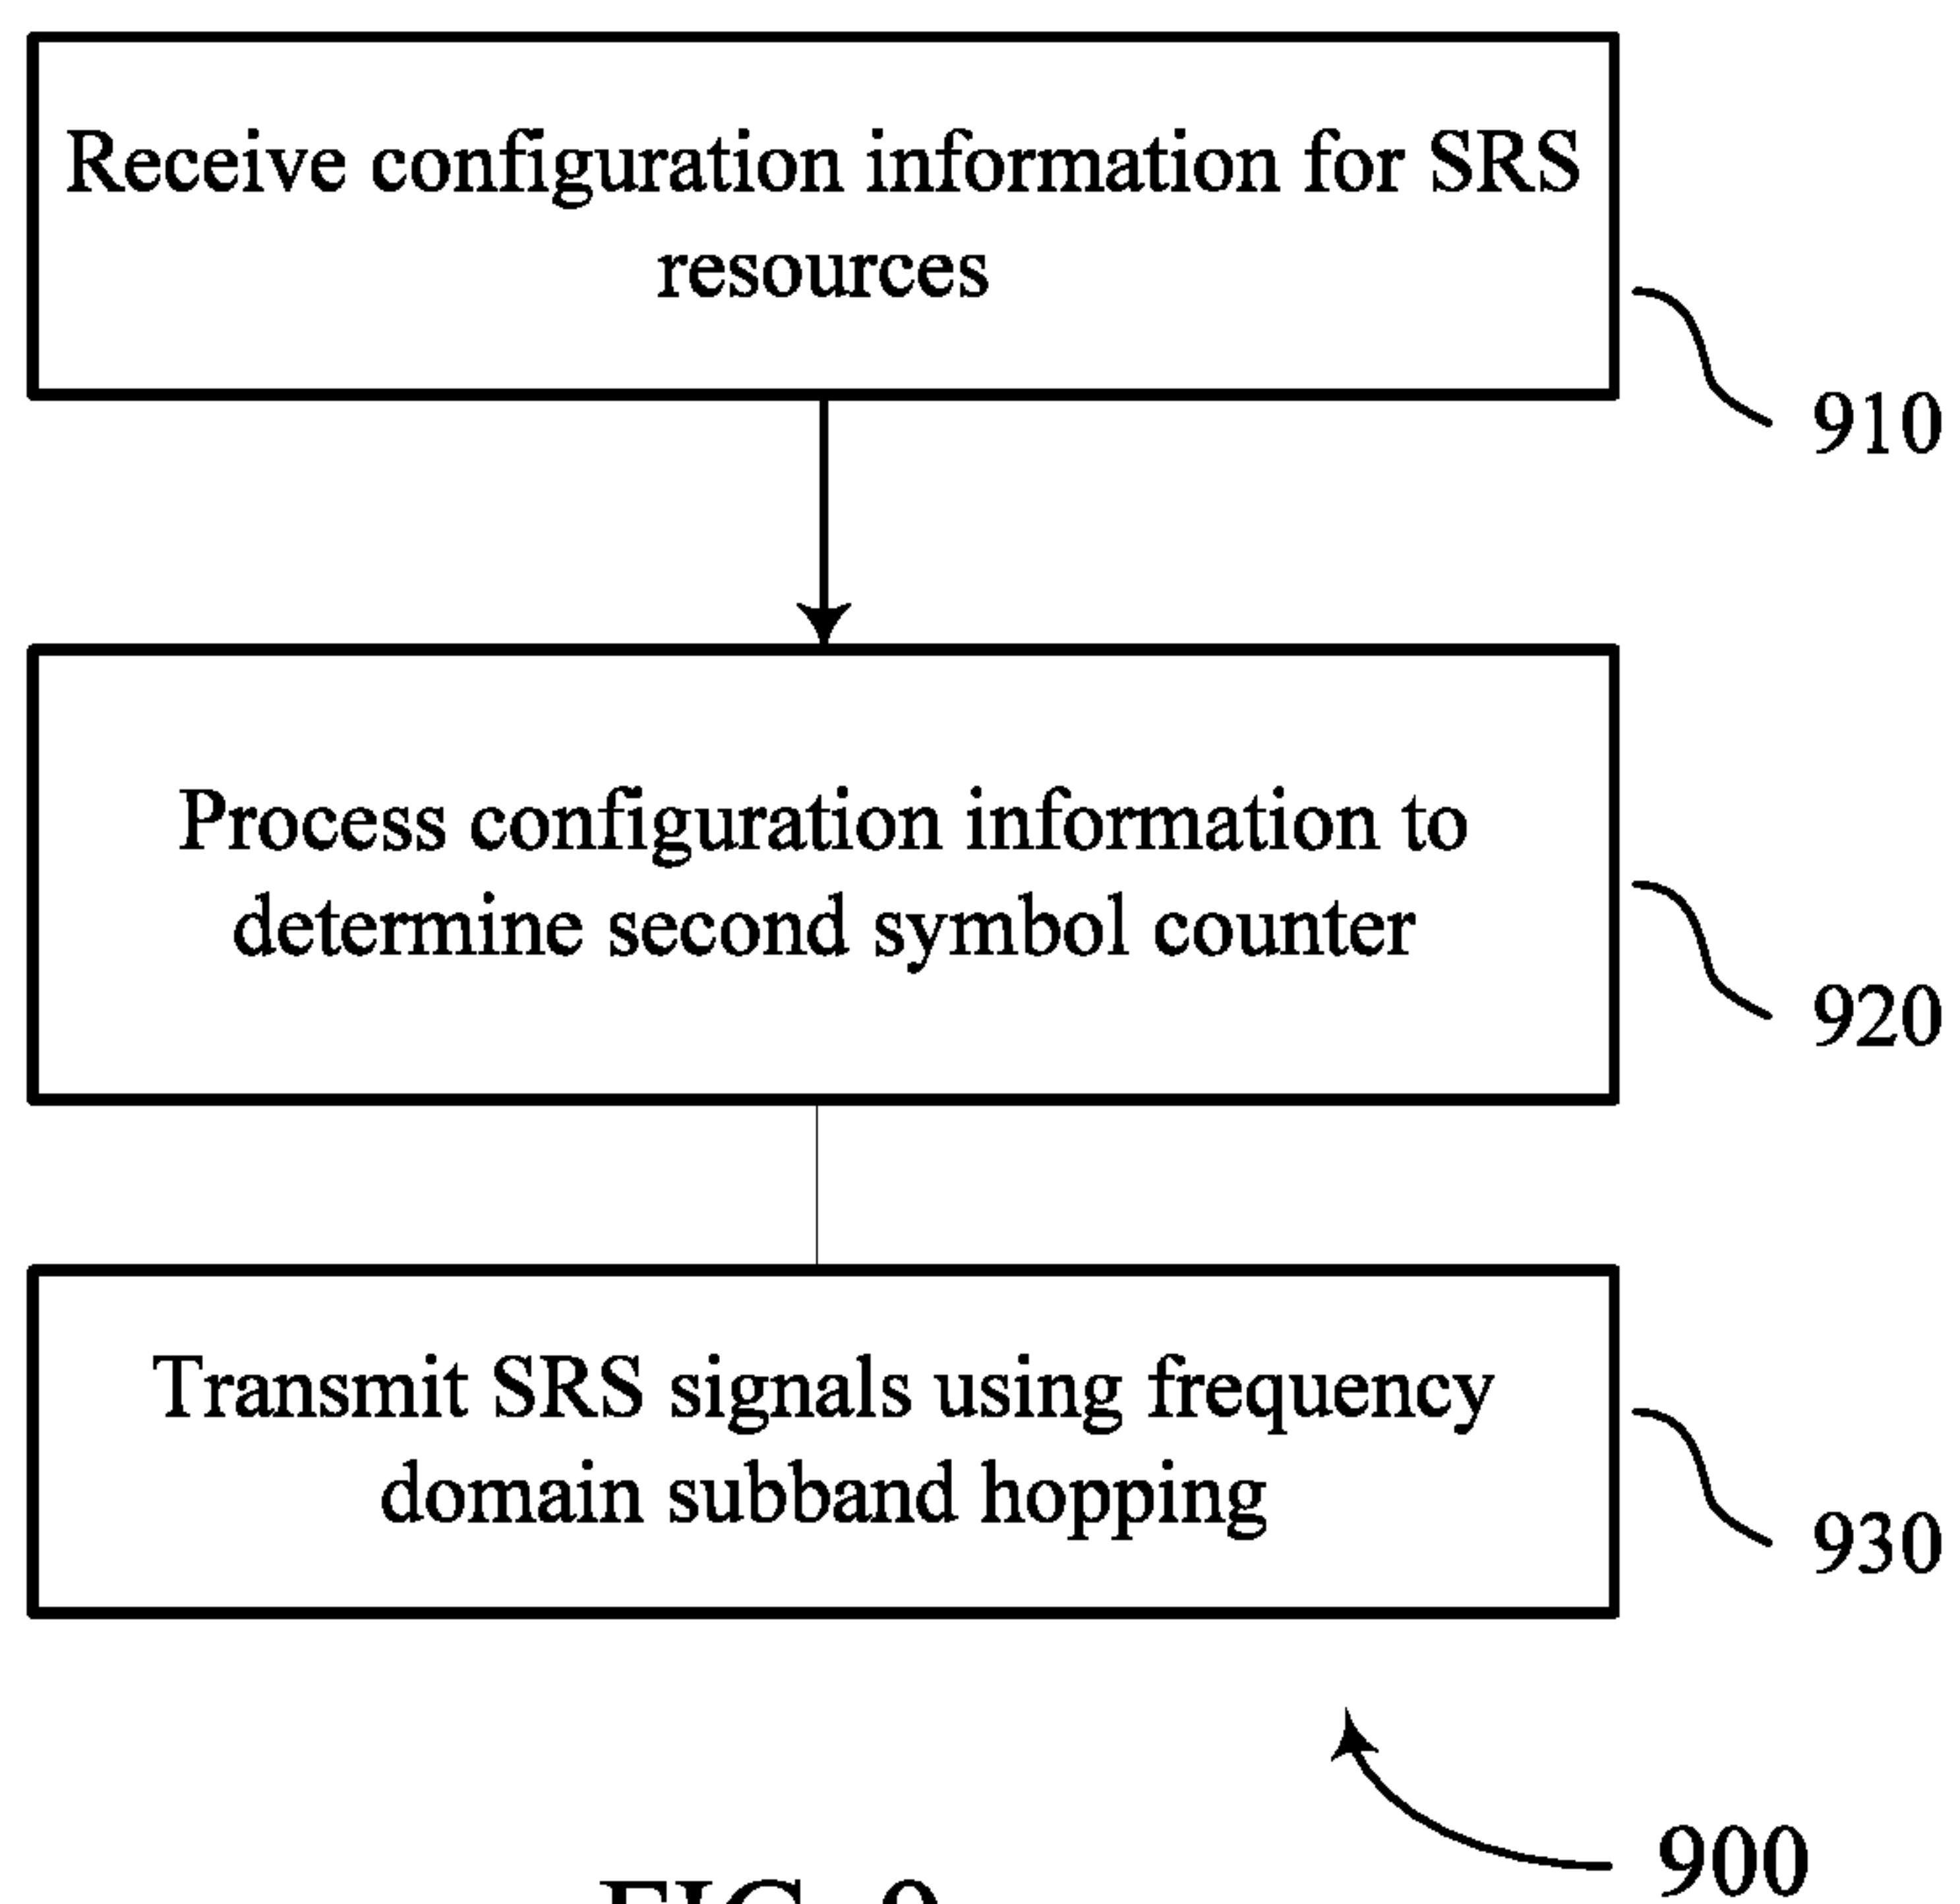 Receive configuration information for SRS
resources
910
Process configuration information to
determine second symbol counter
920
Transmit SRS signals using frequency
domain subband hopping
930
900